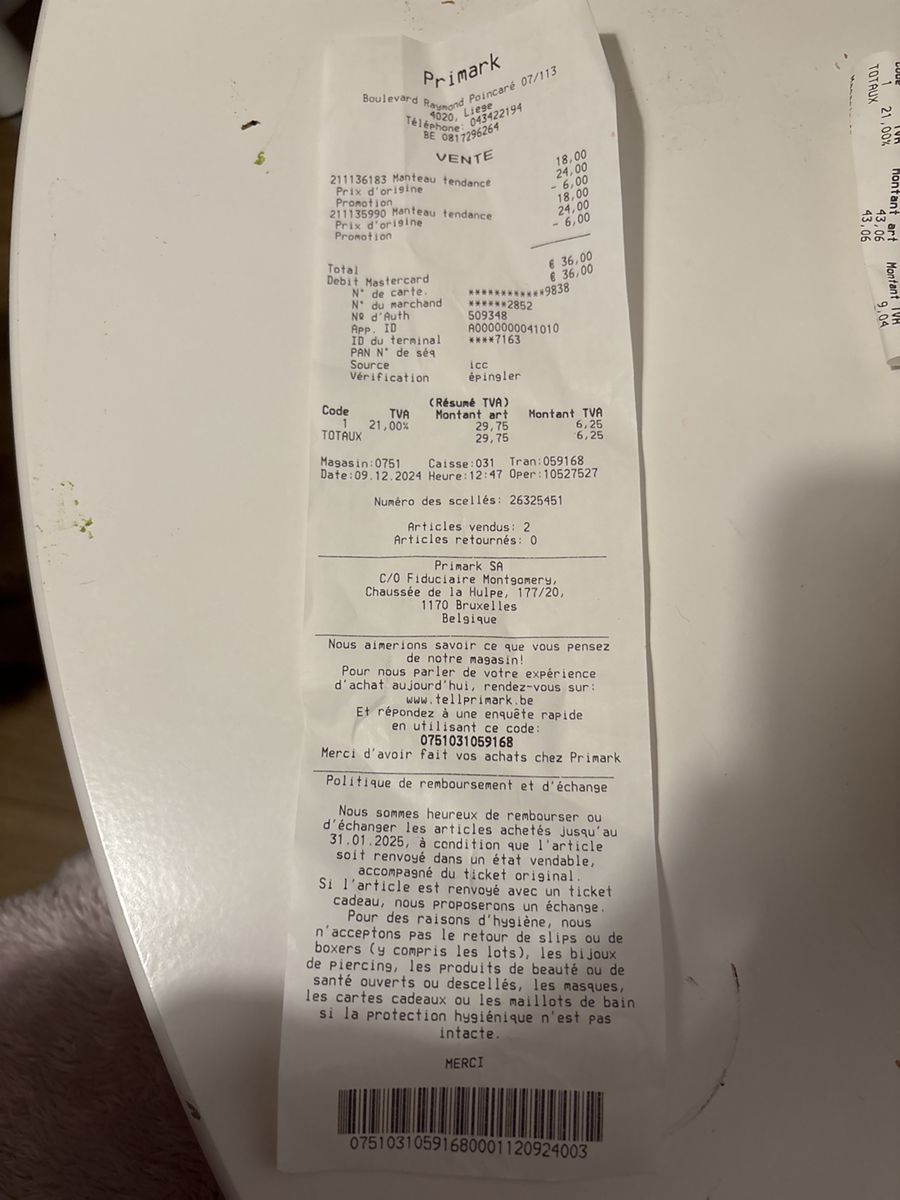 Primark
Boulevard Raymond Poincaré 07/113
4020, Liege
Téléphone: 043422194
BE 0817296264
VENTE
211136183 Manteau tendance 18,00
Prix d'origine 24,00
Promotion - 6,00
211135990 Manteau tendance 18,00
Prix d'origine 24,00
Promotion - 6,00
Total € 36,00
Debit Mastercard € 36,00
N° de carte. ************9838
N° du marchand ******2852
Nº d'Auth 509348
App. ID A0000000041010
ID du terminal ****7163
PAN N° de séq
Source icc
Vérification épingler
(Résumé TVA)
Code TVA Montant art Montant TVA
1 21,00% 29,75 6,25
TOTAUX 29,75 6,25
Magasin:0751 Caisse:031 Tran:059168
Date:09.12.2024 Heure:12:47 Oper:10527527
Numéro des scellés: 26325451
Articles vendus: 2
Articles retournés: 0
Primark SA
C/O Fiduciaire Montgomery,
Chaussée de la Hulpe, 177/20,
1170 Bruxelles
Belgique
Nous aimerions savoir ce que vous pensez
de notre magasin!
Pour nous parler de votre expérience
d'achat aujourd'hui, rendez-vous sur:
www.tellprimark.be
Et répondez à une enquête rapide
en utilisant ce code:
0751031059168
Merci d'avoir fait vos achats chez Primark
Politique de remboursement et d'échange
Nous sommes heureux de rembourser ou
d'échanger les articles achetés jusqu'au
31.01.2025, à condition que l'article
soit renvoyé dans un état vendable,
accompagné du ticket original.
Si l'article est renvoyé avec un ticket
cadeau, nous proposerons un échange.
Pour des raisons d'hygiène, nous
n'acceptons pas le retour de slips ou de
boxers (y compris les lots), les bijoux
de piercing, les produits de beauté ou de
santé ouverts ou descellés, les masques,
les cartes cadeaux ou les maillots de bain
si la protection hygiénique n'est pas
intacte.
MERCI
07510310591680001120924003
Code TVA Montant art Montant TVA
1 21,00% 43,06 9,04
TOTAUX 43,06